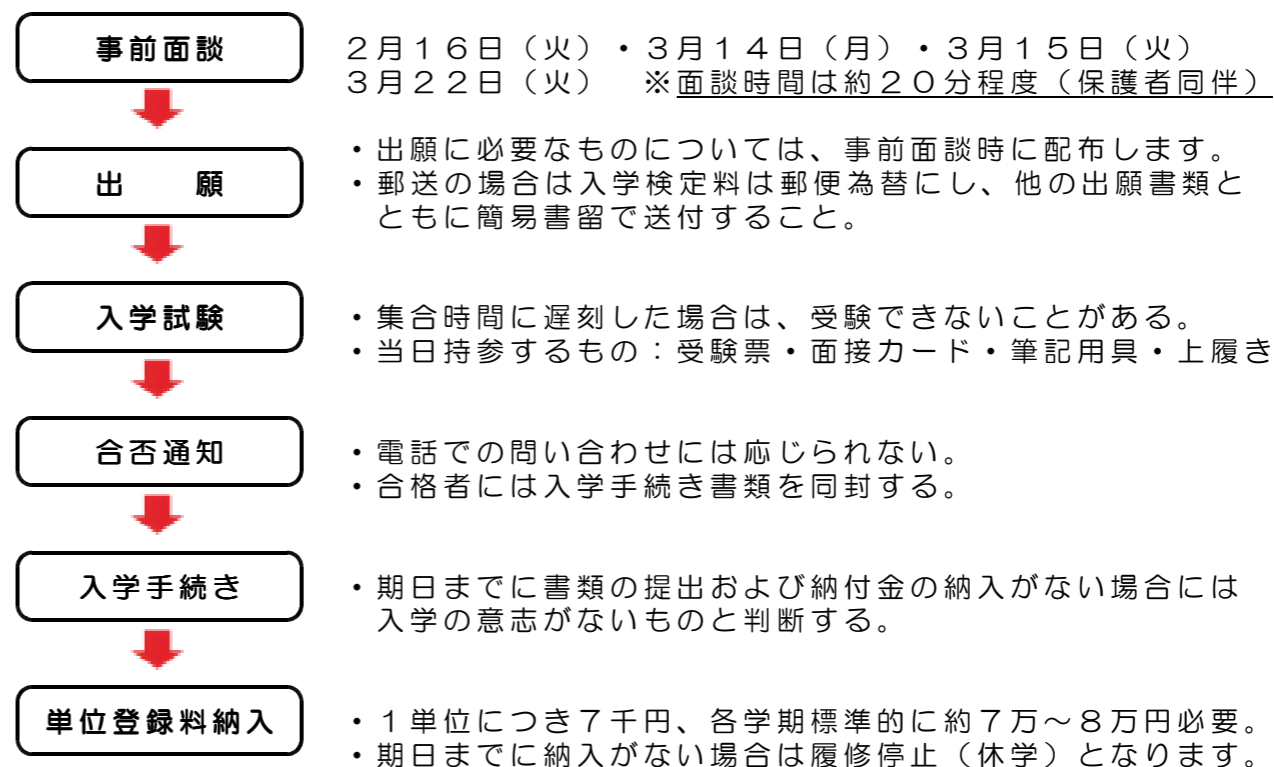 事前面談
２月１６日（火）・３月１４日（月）・３月１５日（火）
３月２２日（火）　※面談時間は約２０分程度（保護者同伴）
出　　願
・出願に必要なものについては、事前面談時に配布します。
・郵送の場合は入学検定料は郵便為替にし、他の出願書類と
ともに簡易書留で送付すること。
入学試験
・集合時間に遅刻した場合は、受験できないことがある。
・当日持参するもの：受験票・面接カード・筆記用具・上履き
合否通知
・電話での問い合わせには応じられない。
・合格者には入学手続き書類を同封する。
入学手続き
・期日までに書類の提出および納付金の納入がない場合には
入学の意志がないものと判断する。
単位登録料納入
・１単位につき７千円、各学期標準的に約７万～８万円必要。
・期日までに納入がない場合は履修停止（休学）となります。